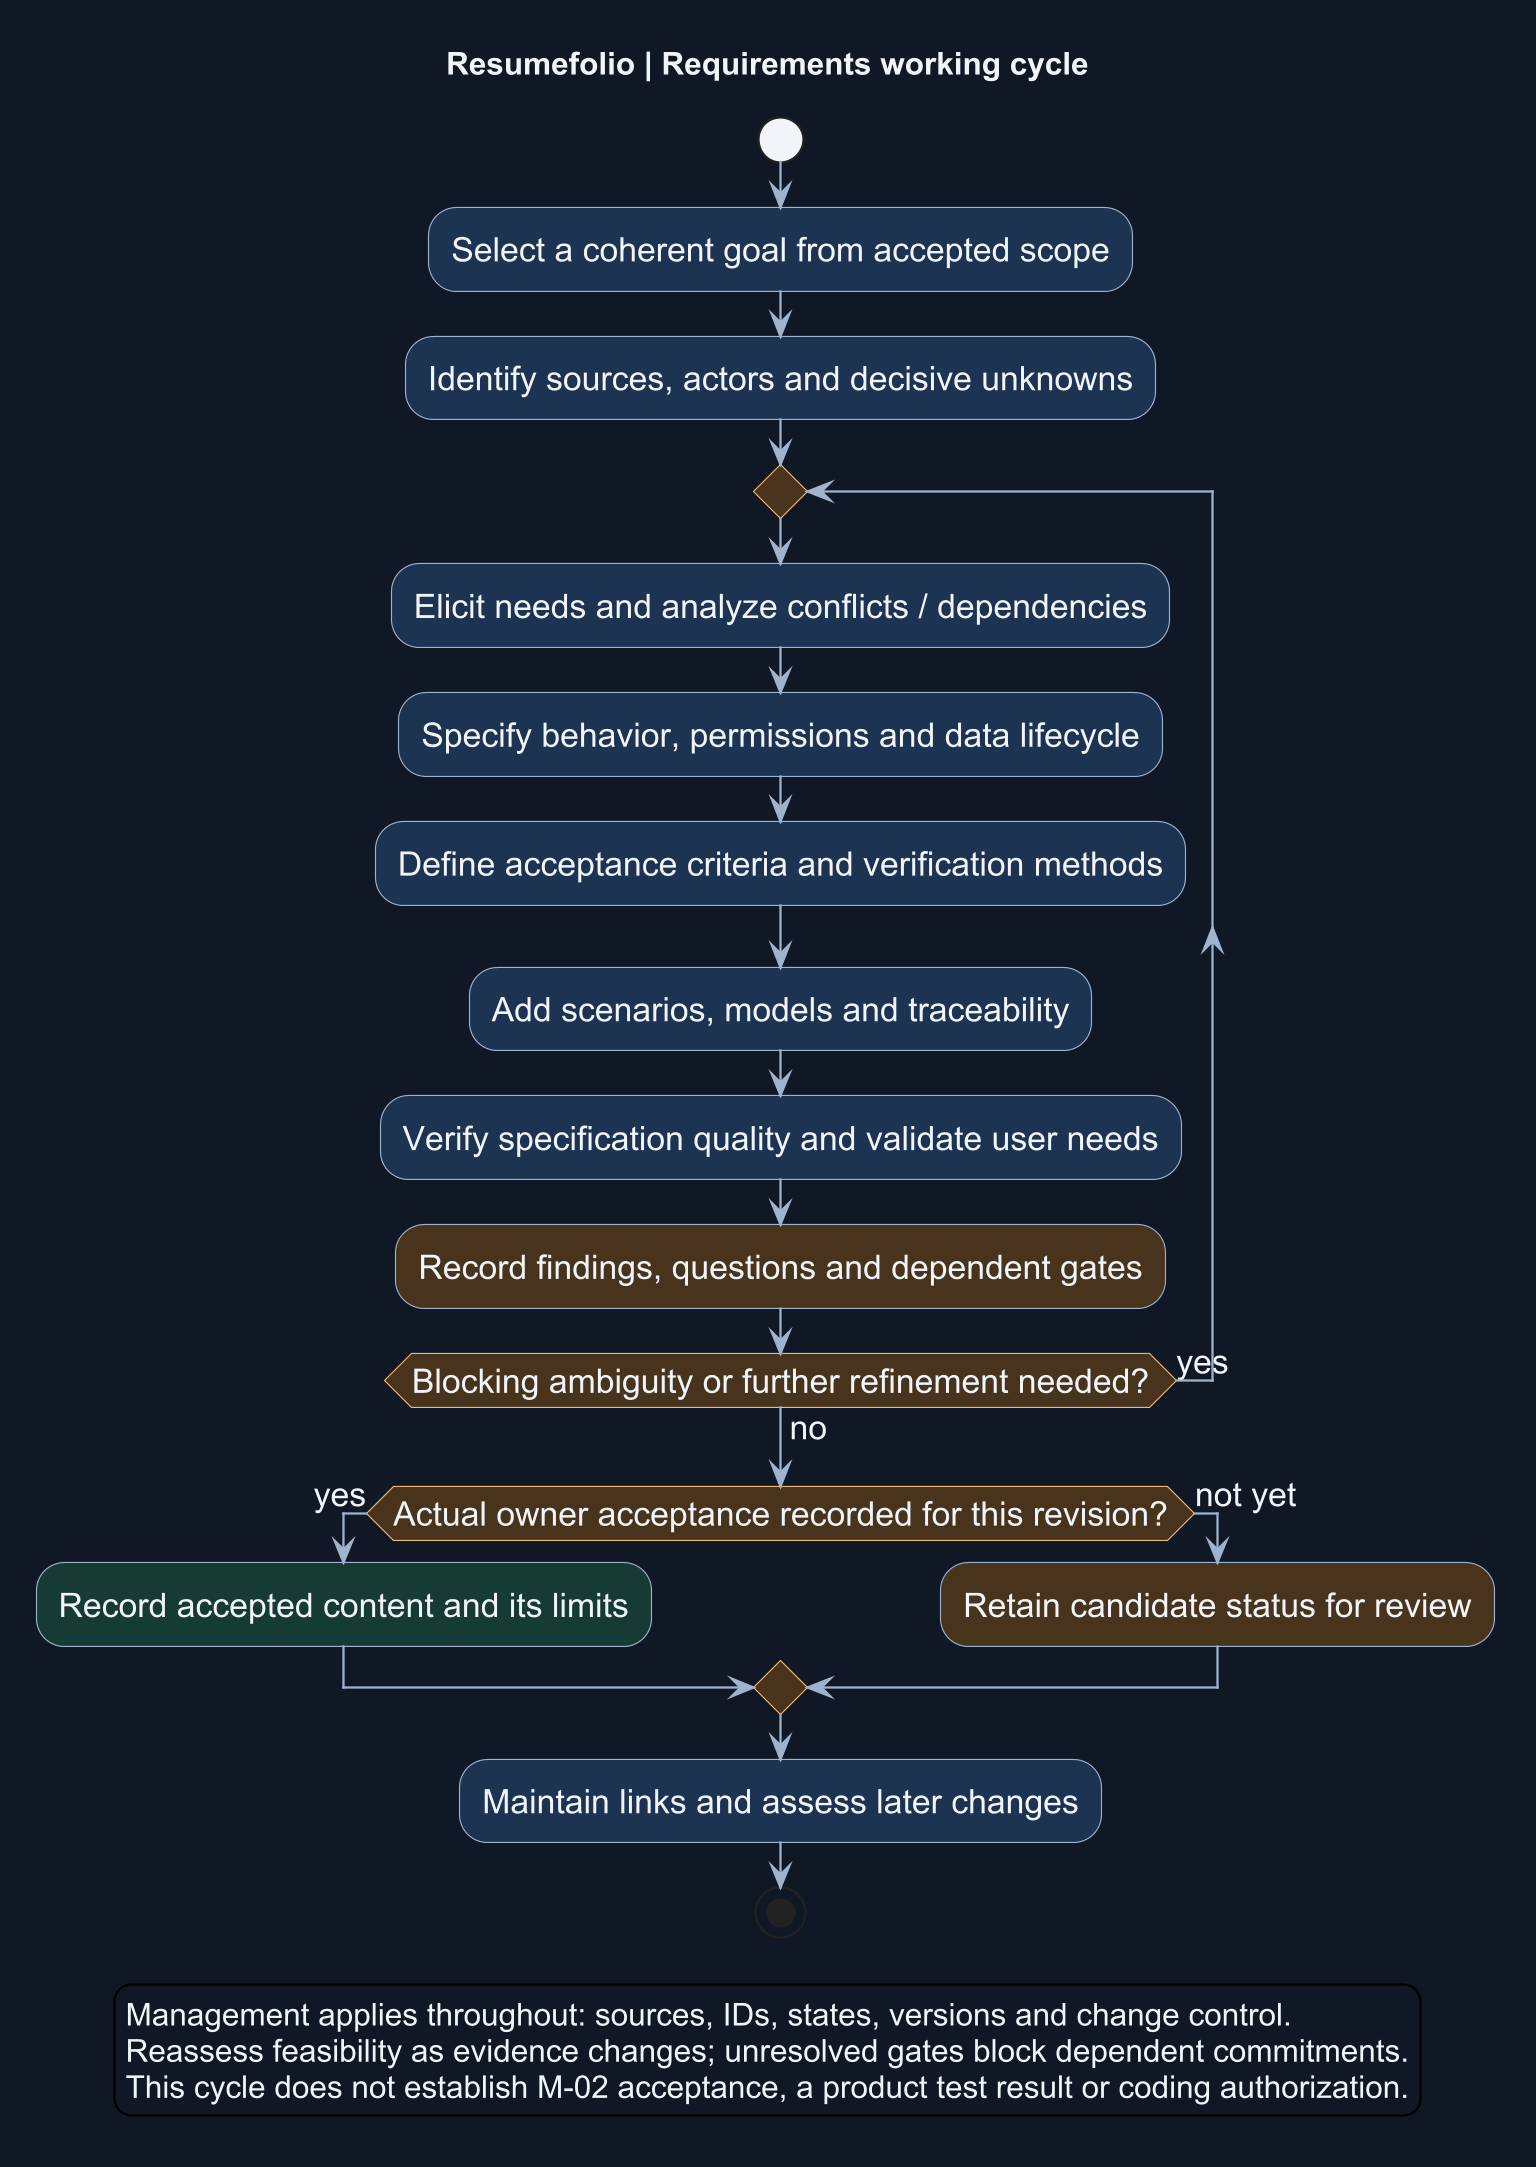 Resumefolio | Requirements working cycle
Select a coherent goal from accepted scope
Identify sources, actors and decisive unknowns
Elicit needs and analyze conflicts / dependencies
Specify behavior, permissions and data lifecycle
Define acceptance criteria and verification methods
Add scenarios, models and traceability
Verify specification quality and validate user needs
Record findings, questions and dependent gates
Blocking ambiguity or further refinement needed?
yes
no
yes
Actual owner acceptance recorded for this revision?
not yet
Record accepted content and its limits
Retain candidate status for review
Maintain links and assess later changes
Management applies throughout: sources, IDs, states, versions and change control.
Reassess feasibility as evidence changes; unresolved gates block dependent commitments.
This cycle does not establish M-02 acceptance, a product test result or coding authorization.